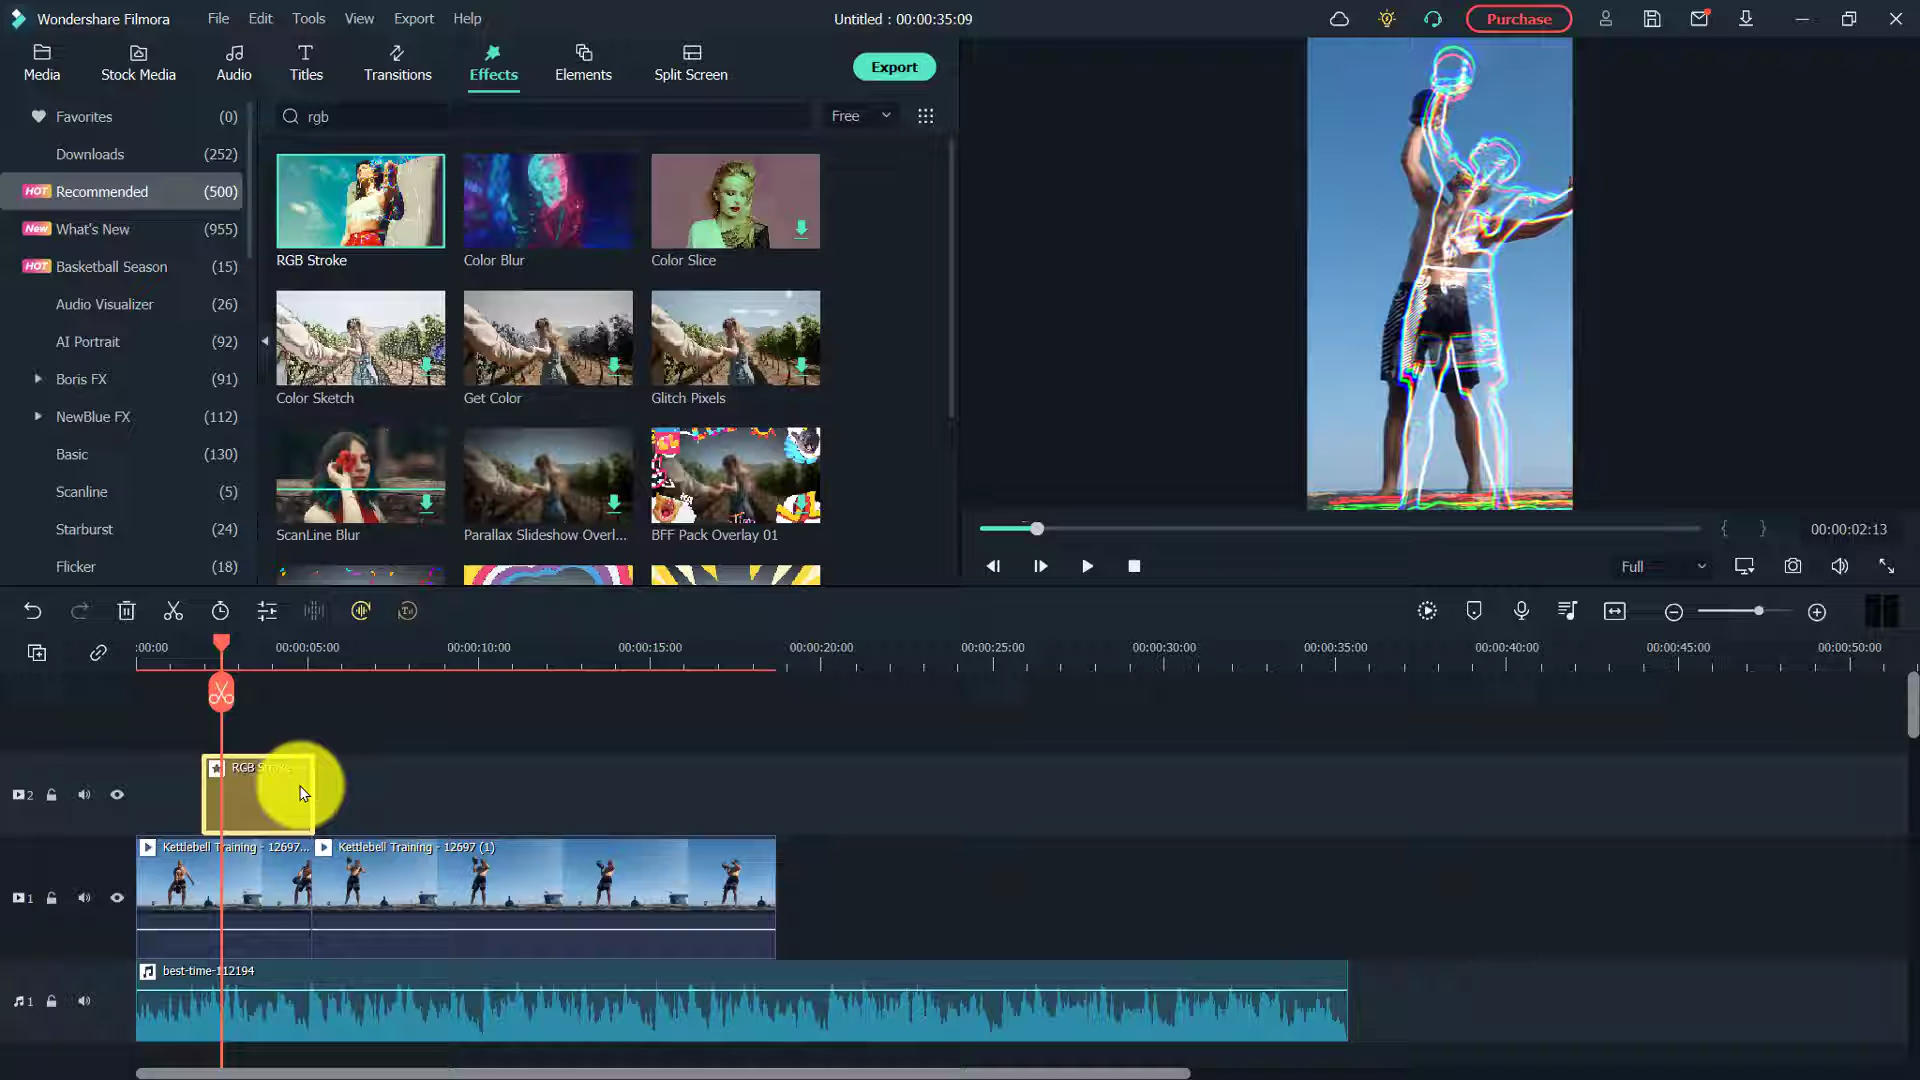 Wondershare Filmora
File
Edit
Tools
View
Export
Help
Untitled : 00:00:35:09
Purchase
Media
Stock Media
Audio
Titles
Transitions
Effects
Elements
Split Screen
Export
Favorites (0)
Downloads (252)
HOT Recommended (500)
New What's New (955)
HOT Basketball Season (15)
Audio Visualizer (26)
AI Portrait (92)
Boris FX (91)
NewBlue FX (112)
Basic (130)
Scanline (5)
Starburst (24)
Flicker (18)
rgb
Free
RGB Stroke
Color Blur
Color Slice
Color Sketch
Get Color
Glitch Pixels
ScanLine Blur
Parallax Slideshow Overl...
BFF Pack Overlay 01
{ }
00:00:02:13
Full
:00:00
00:00:05:00
00:00:10:00
00:00:15:00
00:00:20:00
00:00:25:00
00:00:30:00
00:00:35:00
00:00:40:00
00:00:45:00
00:00:50:00
2
RGB
1
Kettlebell Training - 12697...
Kettlebell Training - 12697 (1)
1
best-time-112194